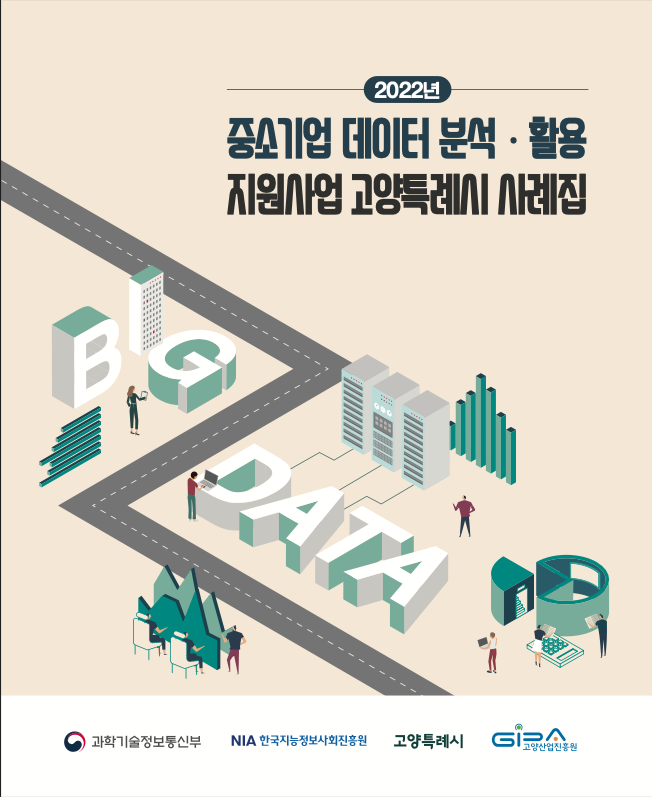 2022년
중소기업 데이터 분석 · 활용
지원사업 고양특례시 사례집
BIG
DATA
과학기술정보통신부
NIA 한국지능정보사회진흥원
고양특례시
GIPA
고양산업진흥원